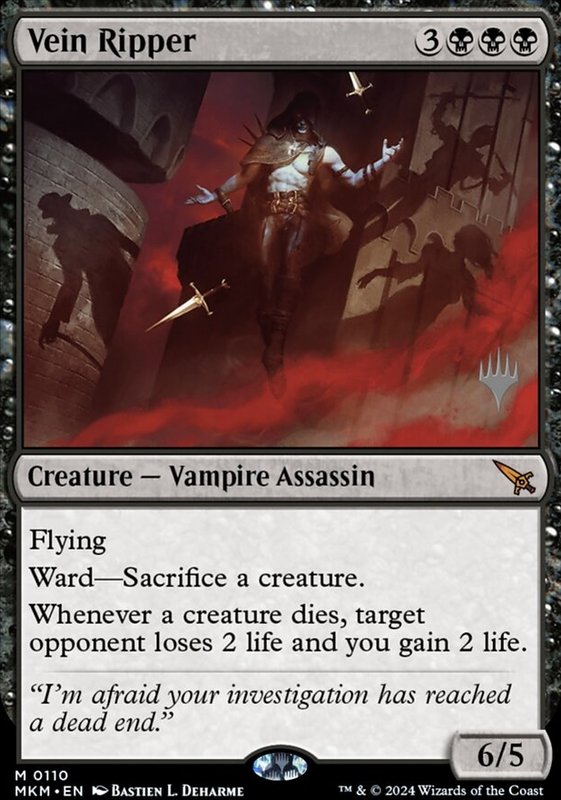 Vein Ripper 3
Creature — Vampire Assassin
Flying
Ward—Sacrifice a creature.
Whenever a creature dies, target
opponent loses 2 life and you gain 2 life.
“I’m afraid your investigation has reached
a dead end.”
6/5
M 0110
MKM • EN Bastien L. Deharme
™ & © 2024 Wizards of the Coast